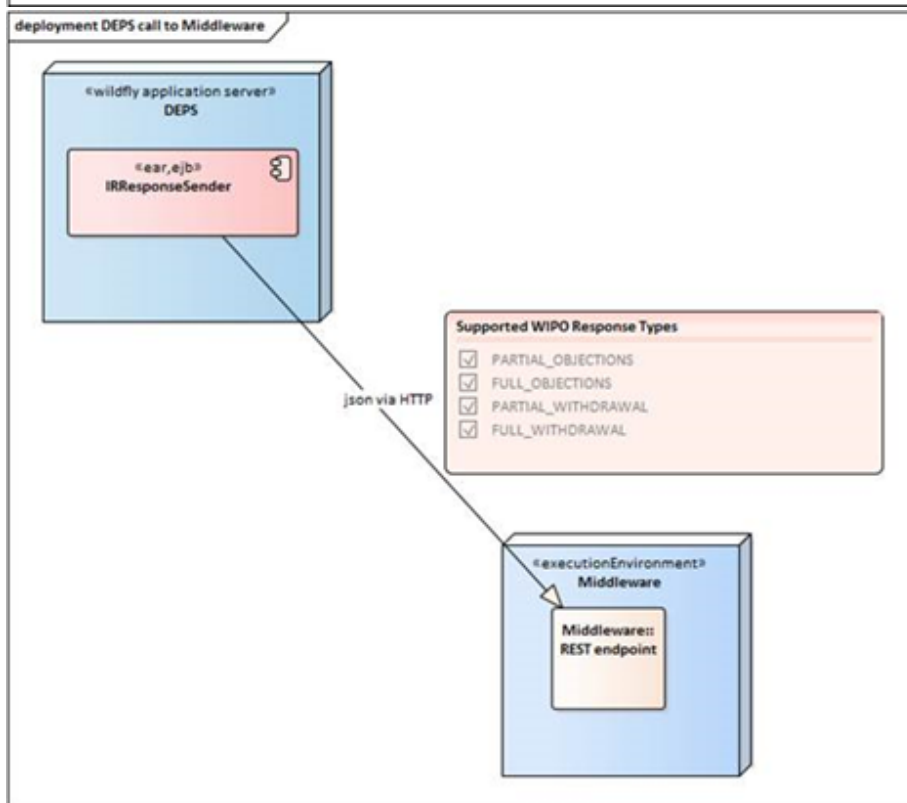 deployment DEPS call to Middleware
«wildfly application server»
DEPS
«ear,ejb»
IRResponseSender
Supported WIPO Response Types
PARTIAL_OBJECTIONS
FULL_OBJECTIONS
PARTIAL_WITHDRAWAL
FULL_WITHDRAWAL
json via HTTP
«executionEnvironment»
Middleware
Middleware::
REST endpoint